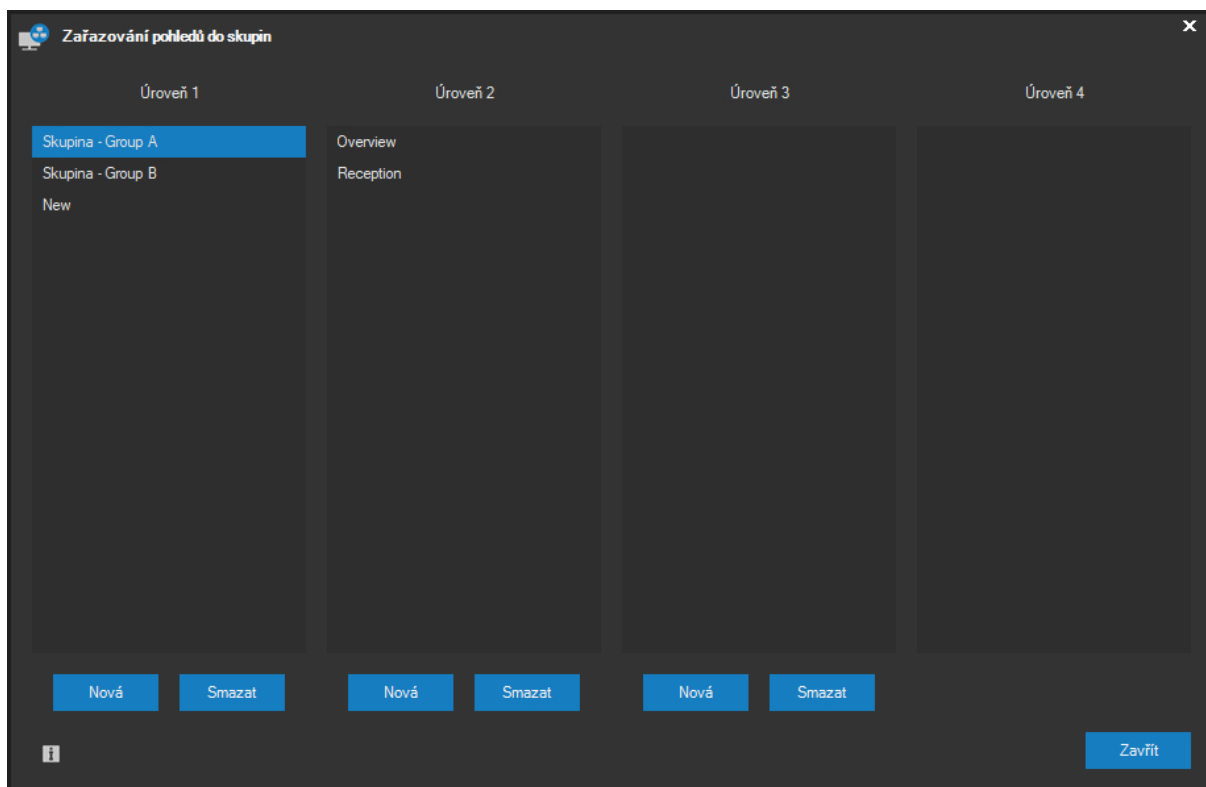 Zařazování pohledů do skupin
Úroveň 1 Úroveň 2 Úroveň 3 Úroveň 4
Skupina - Group A Overview
Skupina - Group B Reception
New
Nová Smazat Nová Smazat Nová Smazat
Zavřít